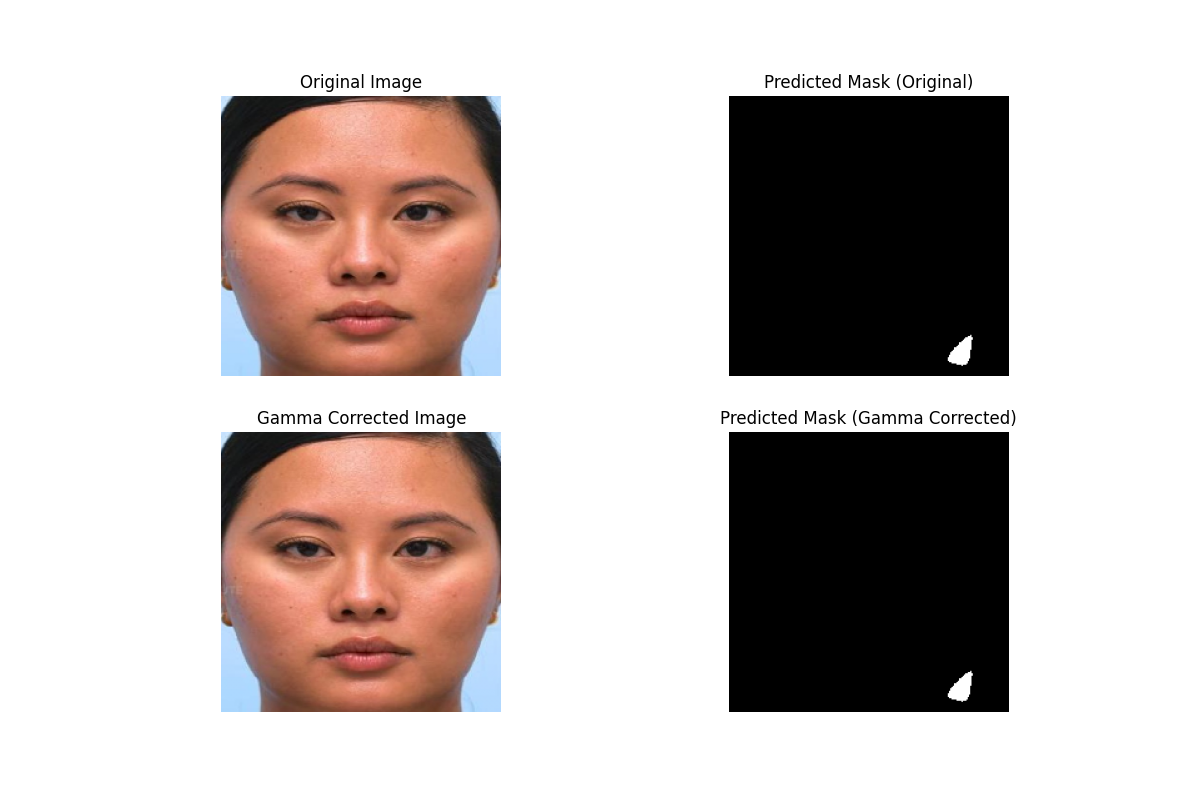 Original Image
Predicted Mask (Original)
Gamma Corrected Image
Predicted Mask (Gamma Corrected)